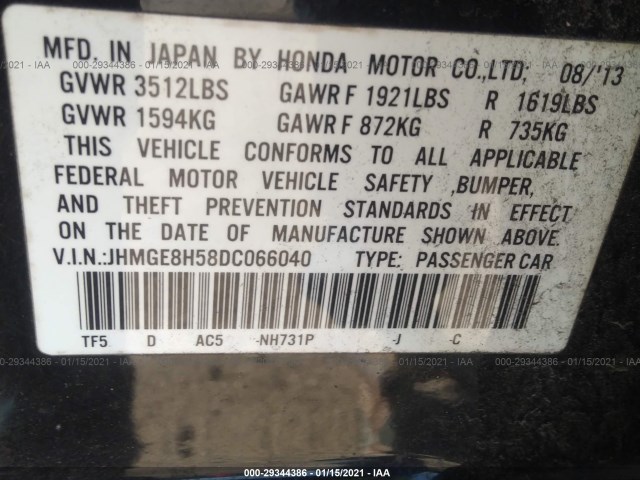 MFD. IN JAPAN BY HONDA MOTOR CO.,LTD, 08/'13
GVWR 3512LBS GAWR F 1921LBS R 1619LBS
GVWR 1594KG GAWR F 872KG R 735KG
THIS VEHICLE CONFORMS TO ALL APPLICABLE
FEDERAL MOTOR VEHICLE SAFETY ,BUMPER,
AND THEFT PREVENTION STANDARDS IN EFFECT
ON THE DATE OF MANUFACTURE SHOWN ABOVE.
V.I.N.:JHMGE8H58DC066040 TYPE: PASSENGER CAR
TF5 D AC5 -NH731P -J -C
00-29344386 - 01/15/2021 - IAA